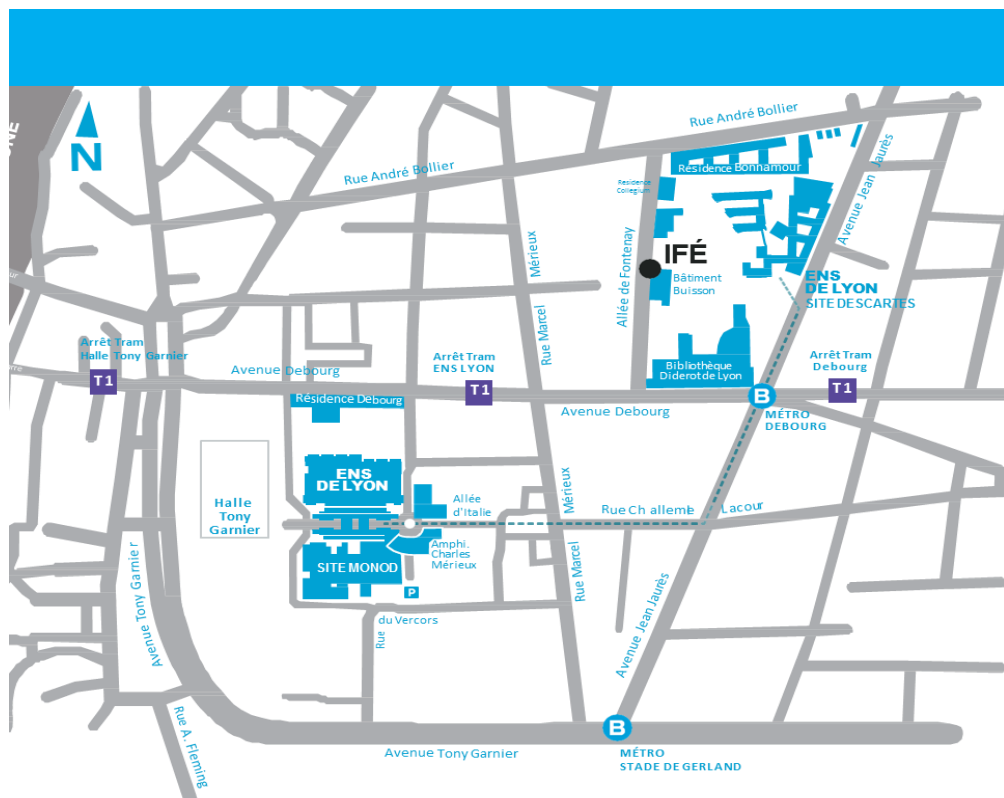 N
Rue André Bollier
Rue André Bollier
Résidence Bonnamour
Résidence
Collegium
Avenue Jean Jaurès
Mérieux
Rue Marcel
Allée de Fontenay
IFÉ
Bâtiment
Buisson
ENS
DE LYON
SITE DESCARTES
Arrêt Tram
Halle Tony Garnier
T1
Avenue Debourg
Arrêt Tram
ENS LYON
T1
Bibliothèque
Diderot de Lyon
Arrêt Tram
Debourg
T1
Résidence Debourg
Avenue Debourg
B
MÉTRO
DEBOURG
ENS
DE LYON
Halle
Tony
Garnier
Allée
d'Italie
Mérieux
Rue Challemel Lacour
Amphi.
Charles
Mérieux
SITE MONOD
P
Rue Marcel
Avenue Tony Garnier
Rue du Vercors
Avenue Jean Jaurès
Rue A. Fleming
B
Avenue Tony Garnier
MÉTRO
STADE DE GERLAND